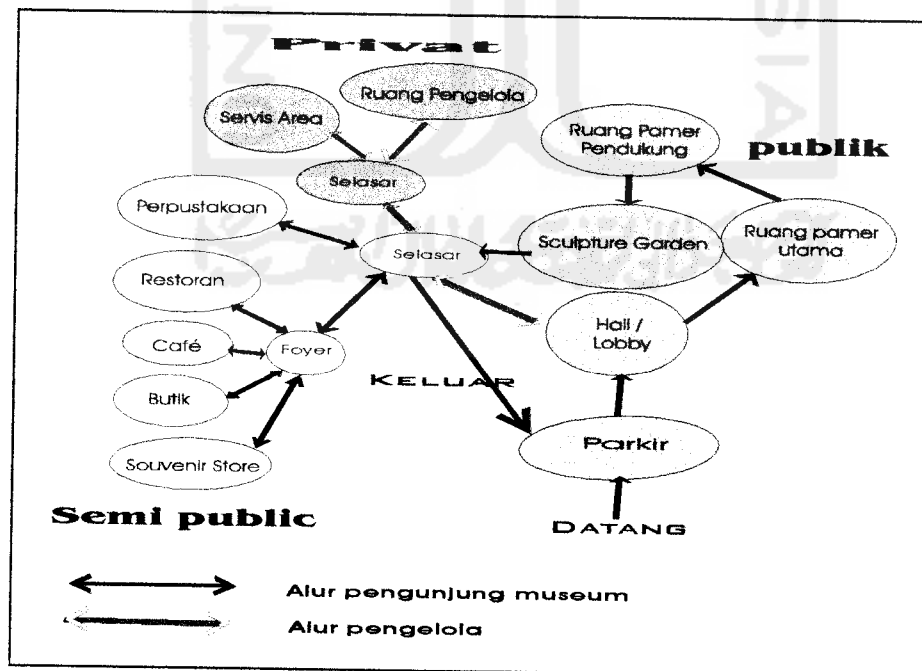 Privat
Ruang Pengelola
Servis Area
Selasar
Ruang Pamer
Pendukung
publik
Perpustakaan
Selasar
Sculpture Garden
Ruang pamer
utama
Restoran
Hall /
Lobby
Café
Foyer
KELUAR
Butik
Parkir
Souvenir Store
Semi public
DATANG
Alur pengunjung museum
Alur pengelola